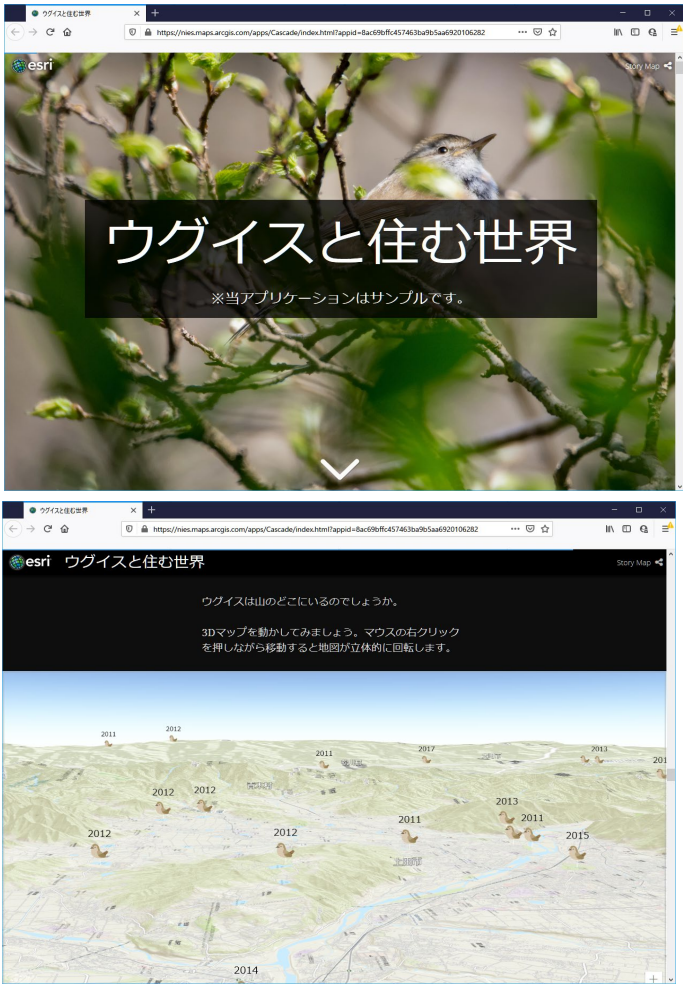 ウグイスと住む世界
https://nies.maps.arcgis.com/apps/Cascade/index.html?appid=8ac69bffc457463ba9b5aa6920106282
esri
Story Map
ウグイスと住む世界
※当アプリケーションはサンプルです。
ウグイスと住む世界
https://nies.maps.arcgis.com/apps/Cascade/index.html?appid=8ac69bffc457463ba9b5aa6920106282
esri ウグイスと住む世界
Story Map
ウグイスは山のどこにいるのでしょうか。
3Dマップを動かしてみましょう。マウスの右クリック
を押しながら移動すると地図が立体的に回転します。
2012
2011
2017
2013
2011
201
2012
2012
2013
2011
2011
2012
2012
2015
上田市
2014